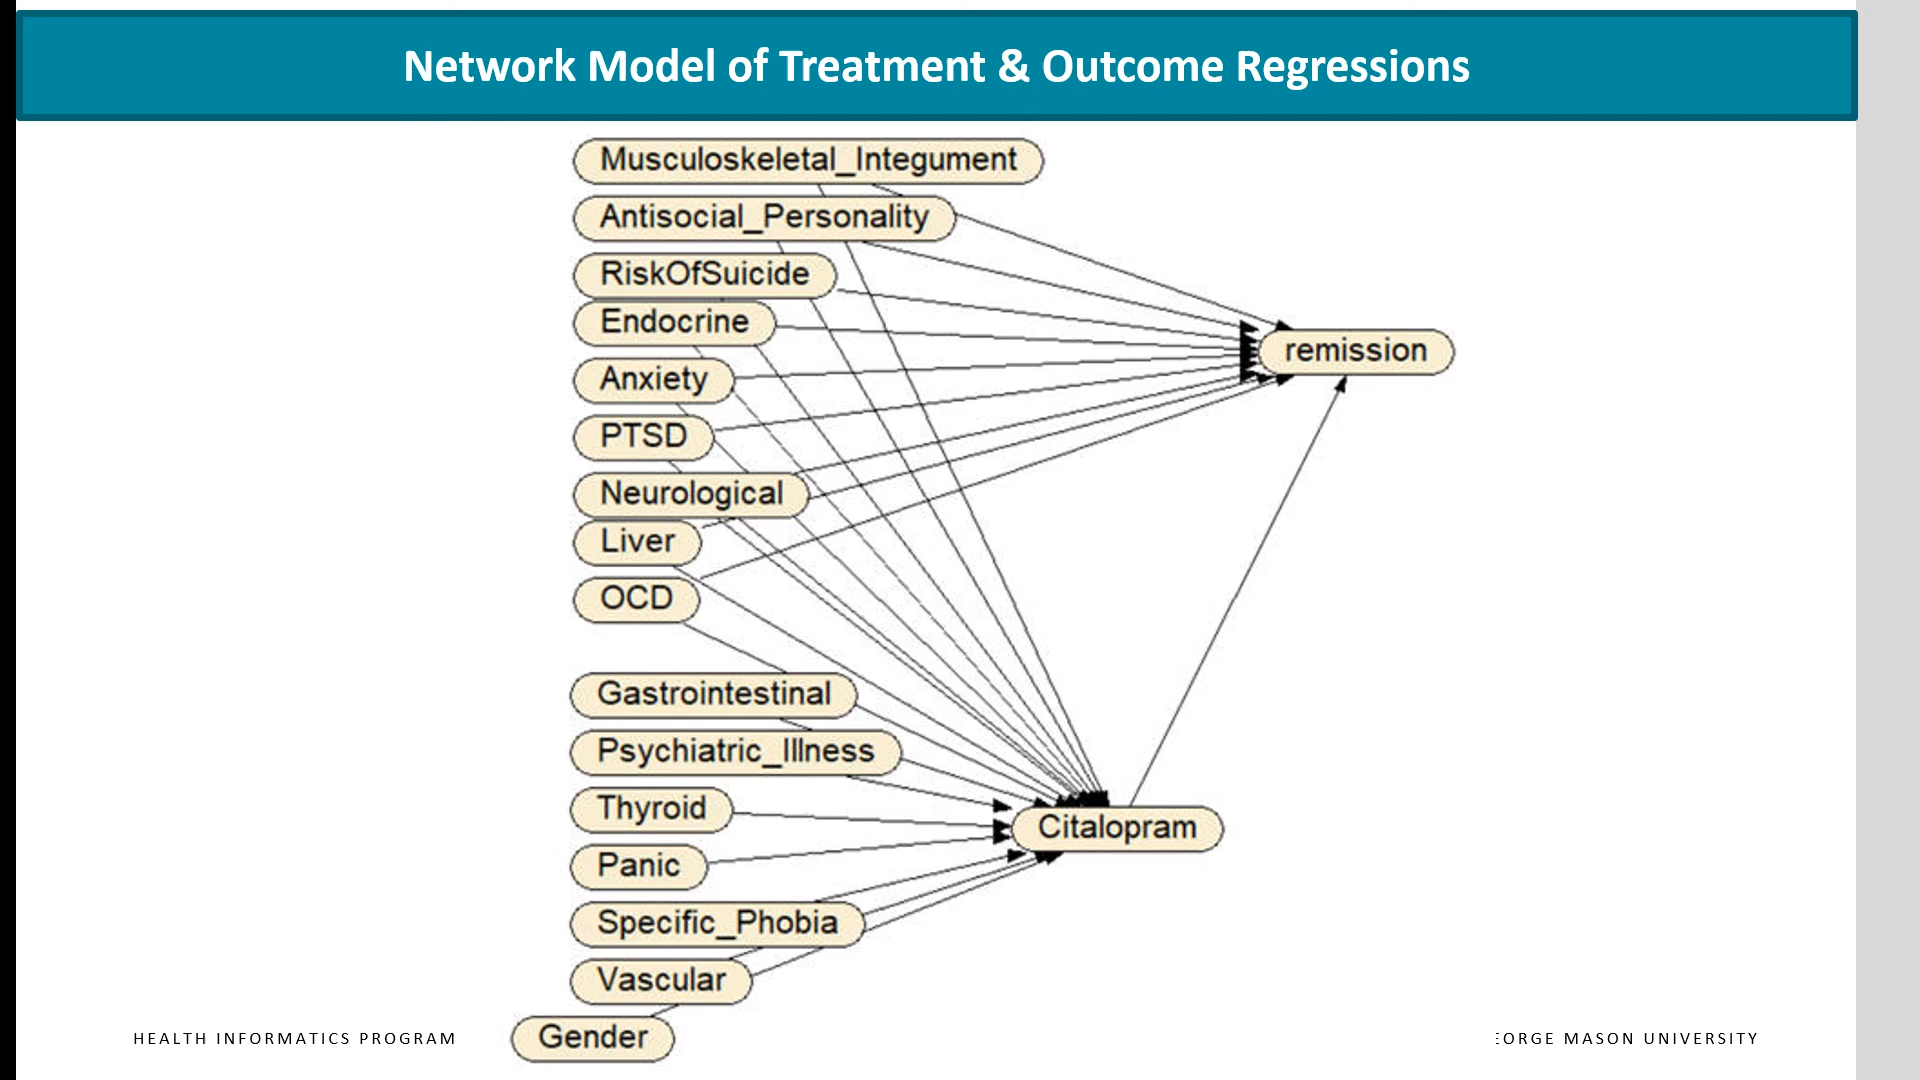 Network Model of Treatment & Outcome Regressions
Musculoskeletal_Integument
Antisocial_Personality
RiskOfSuicide
Endocrine
remission
Anxiety
PTSD
Neurological
Liver
OCD
Gastrointestinal
Psychiatric_Illness
Thyroid
Citalopram
Panic
Specific_Phobia
Vascular
Gender
HEALTH INFORMATICS PROGRAM
EORGE MASON UNIVERSITY